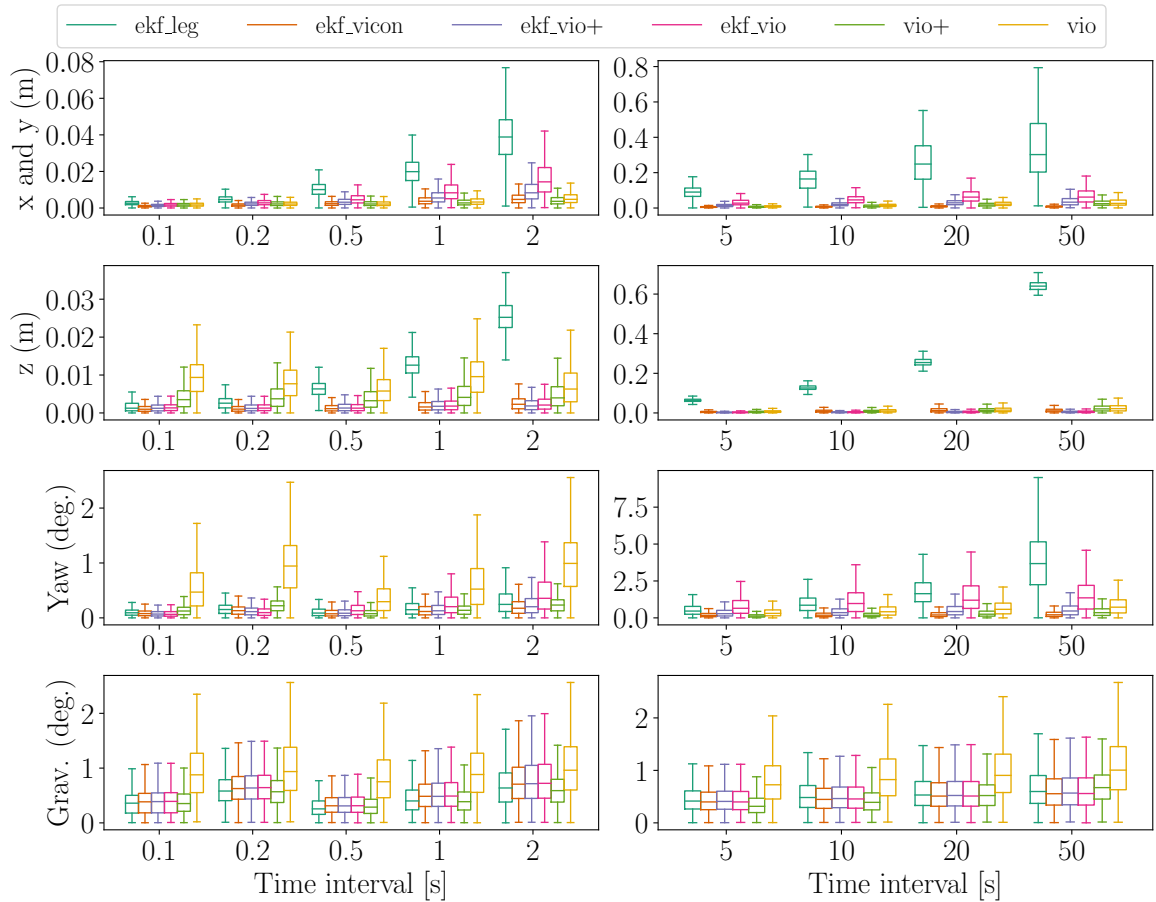 ekf_leg ekf_vicon ekf_vio+ ekf_vio vio+ vio
x and y (m)
0.08
0.06
0.04
0.02
0.00
0.1 0.2 0.5 1 2
0.8
0.6
0.4
0.2
0.0
5 10 20 50
z (m)
0.03
0.02
0.01
0.00
0.1 0.2 0.5 1 2
0.6
0.4
0.2
0.0
5 10 20 50
Yaw (deg.)
2
1
0
0.1 0.2 0.5 1 2
7.5
5.0
2.5
0.0
5 10 20 50
Grav. (deg.)
2
1
0
0.1 0.2 0.5 1 2
Time interval [s]
2
1
0
5 10 20 50
Time interval [s]